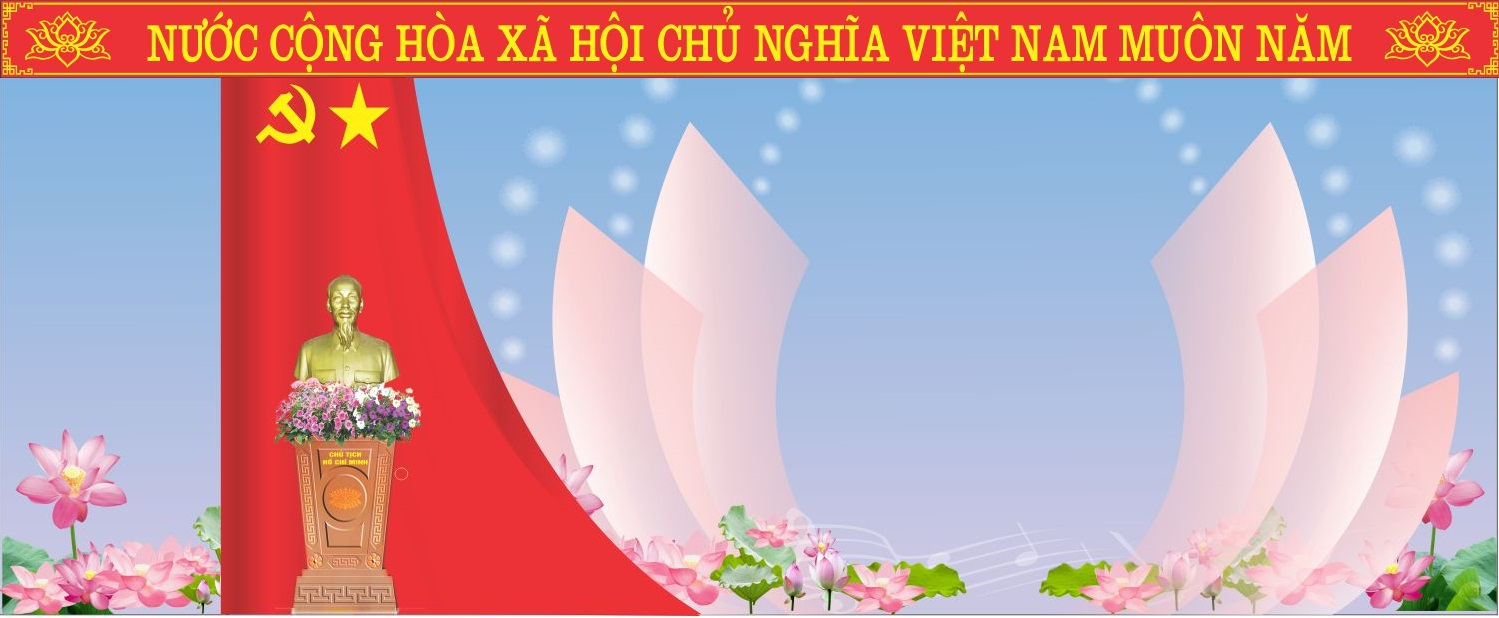 NƯỚC CỘNG HÒA XÃ HỘI CHỦ NGHĨA VIỆT NAM MUÔN NĂM
CHỦ TỊCH
HỒ CHÍ MINH